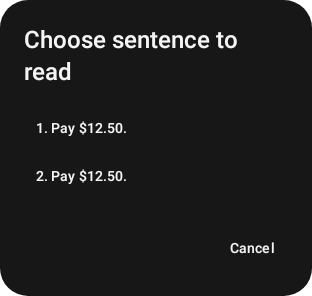 Choose sentence to
read
1. Pay $12.50.
2. Pay $12.50.
Cancel